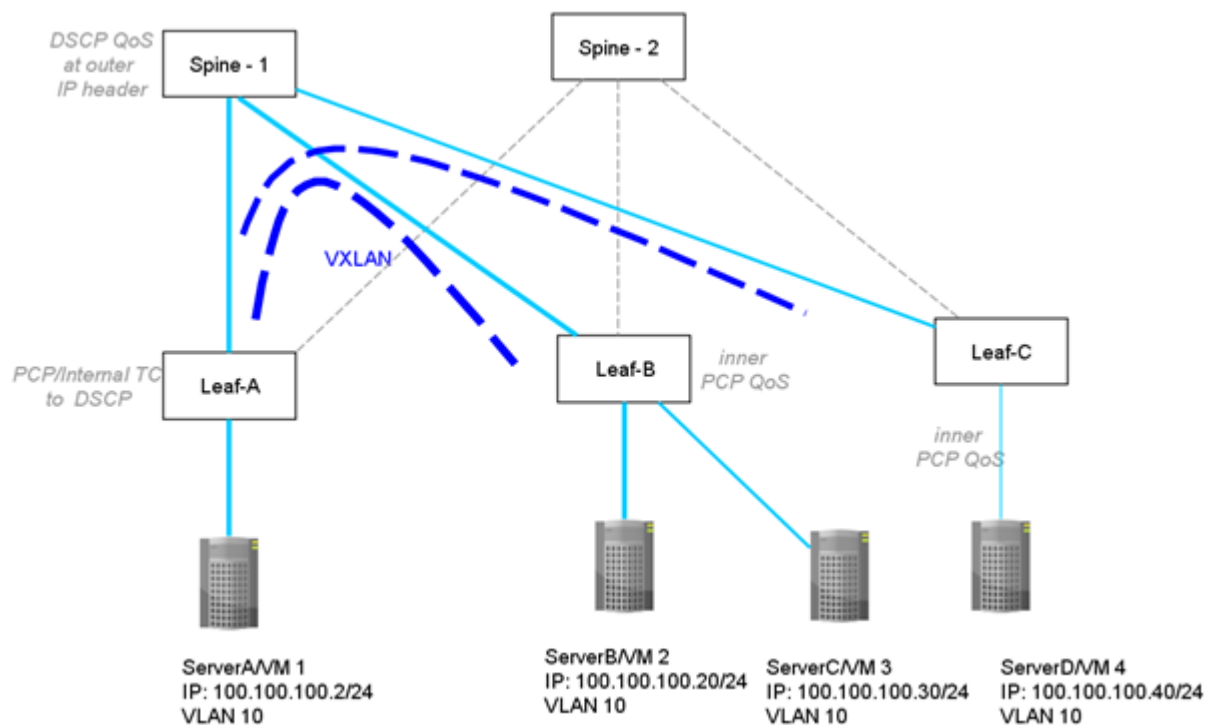 DSCP QoS
at outer
IP header
Spine - 1
Spine - 2
VXLAN
PCP/Internal TC
to DSCP
Leaf-A
Leaf-B
inner
PCP QoS
Leaf-C
inner
PCP QoS
ServerA/VM 1
IP: 100.100.100.2/24
VLAN 10
ServerB/VM 2
IP: 100.100.100.20/24
VLAN 10
ServerC/VM 3
IP: 100.100.100.30/24
VLAN 10
ServerD/VM 4
IP: 100.100.100.40/24
VLAN 10